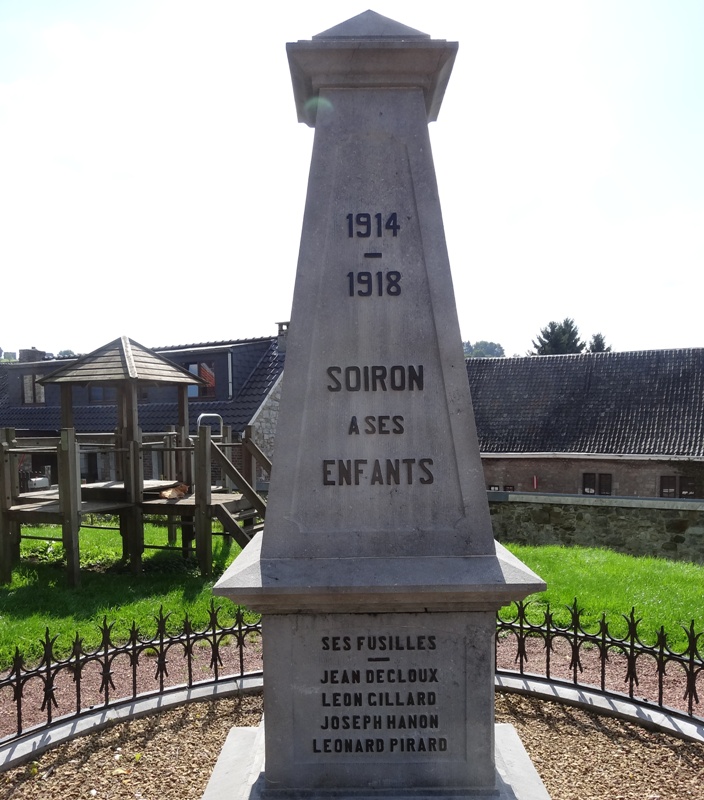 1914
-
1918
SOIRON
A SES
ENFANTS
SES FUSILLES
JEAN DECLOUX
LEON GILLARD
JOSEPH HANON
LEONARD PIRARD